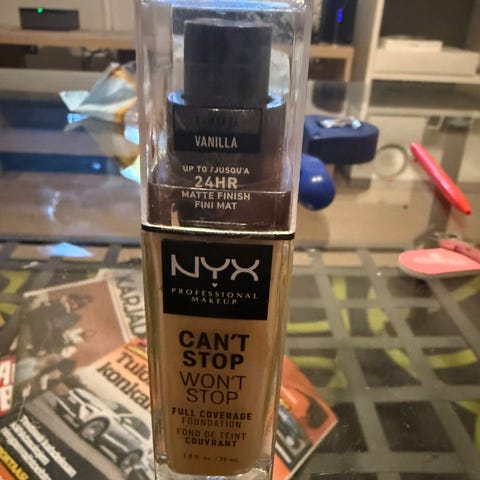 VANILLA
UP TO / JUSQU'A
24HR
MATTE FINISH
FINI MAT
NYX
PROFESSIONAL
MAKEUP
CAN'T
STOP
WON'T
STOP
FULL COVERAGE
FOUNDATION
FOND DE TEINT
COUVRANT